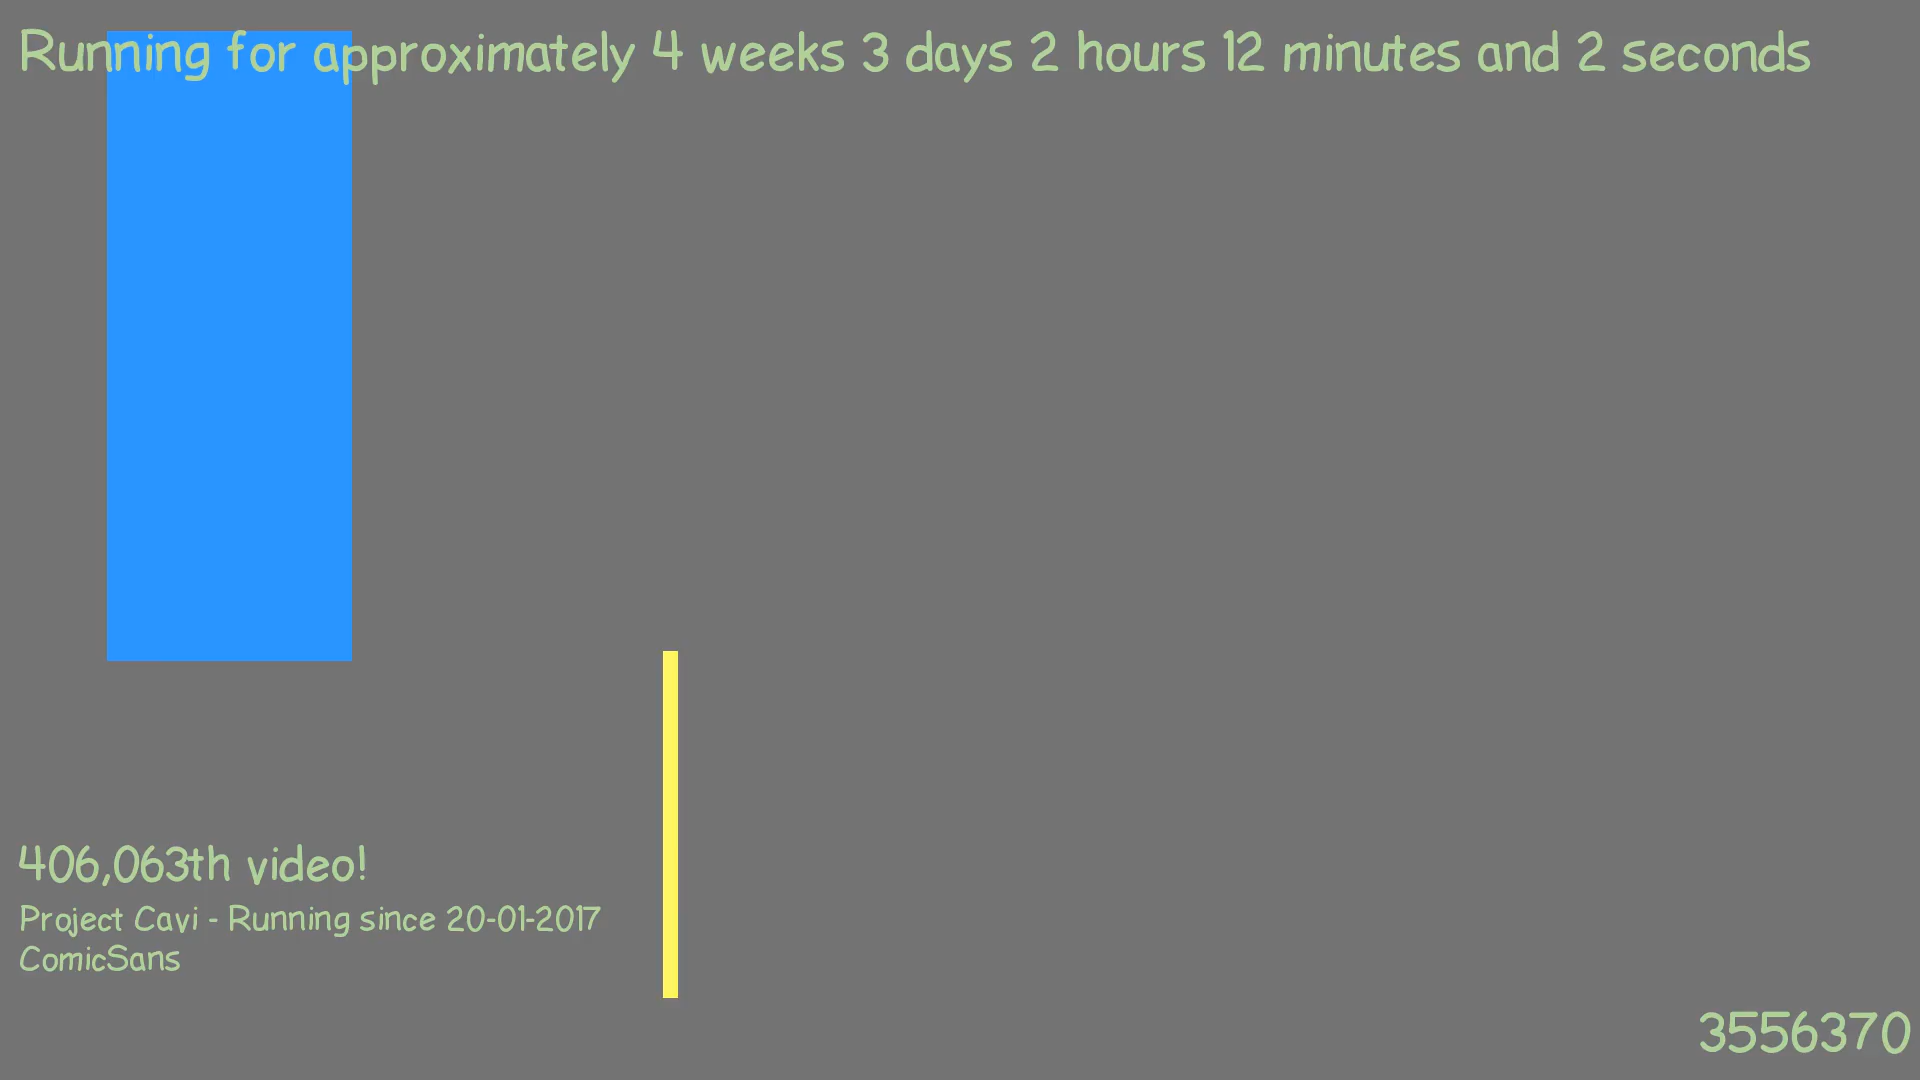 Running for approximately 4 weeks 3 days 2 hours 12 minutes and 2 seconds
406,063th video!
Project Cavi - Running since 20-01-2017
ComicSans
3556370